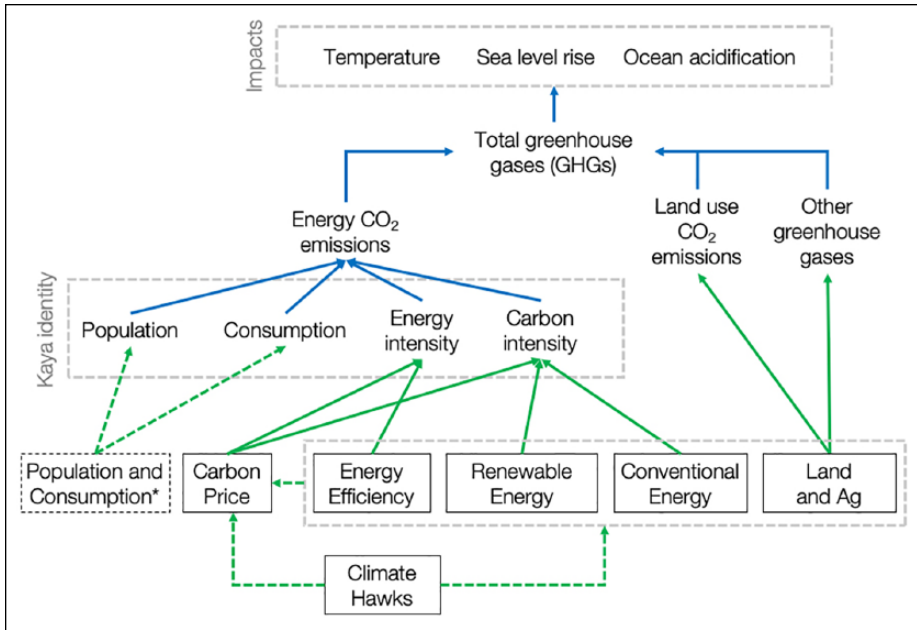 Impacts
Temperature Sea level rise Ocean acidification
Total greenhouse
gases (GHGs)
Energy CO₂
emissions
Land use
CO₂
emissions
Other
greenhouse
gases
Kaya identity
Population
Consumption
Energy
intensity
Carbon
intensity
Population and
Consumption*
Carbon
Price
Energy
Efficiency
Renewable
Energy
Conventional
Energy
Land
and Ag
Climate
Hawks